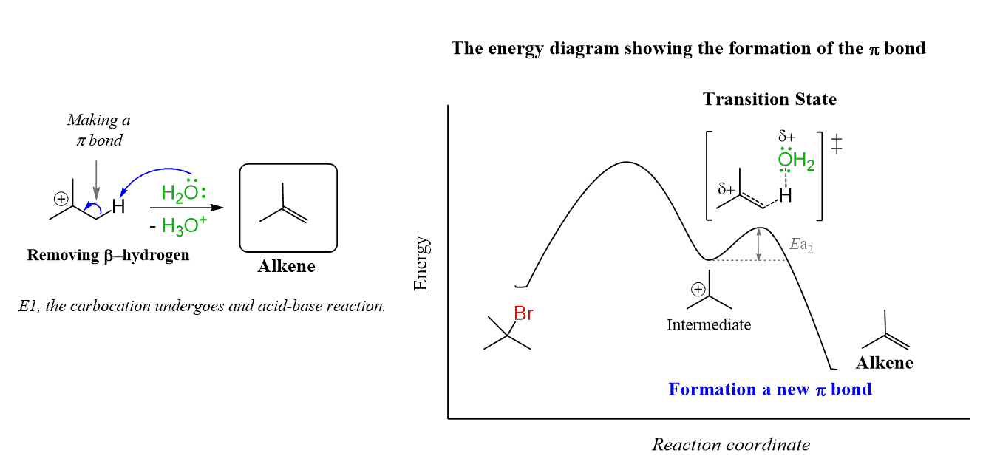 The energy diagram showing the formation of the π bond
Making a
π bond
⊕
H
H₂Ö:
- H₃O⁺
Removing β–hydrogen
Alkene
E1, the carbocation undergoes and acid-base reaction.
Energy
Br
Transition State
δ+
ÖH₂
δ+
H
‡
Ea₂
⊕
Intermediate
Alkene
Formation a new π bond
Reaction coordinate